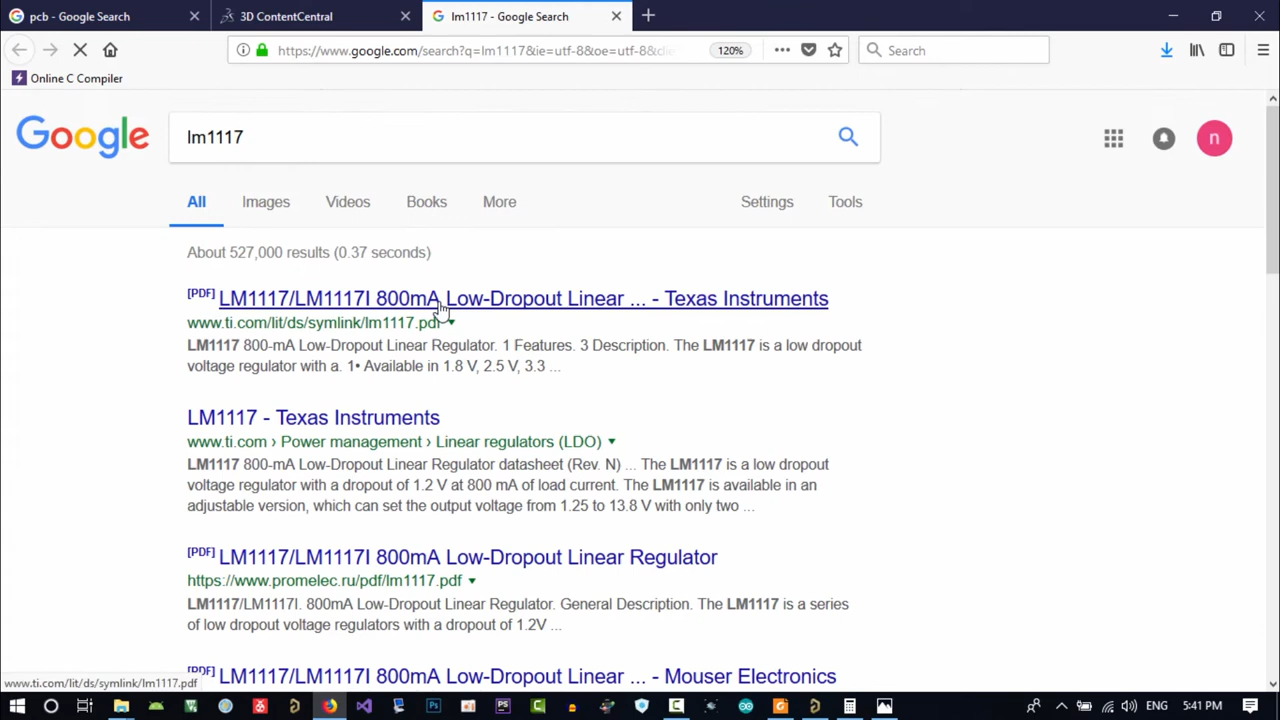 pcb - Google Search
3D ContentCentral
lm1117 - Google Search
https://www.google.com/search?q=lm1117&ie=utf-8&oe=utf-8&cli
120%
Search
Online C Compiler
Google
lm1117
n
All
Images
Videos
Books
More
Settings
Tools
About 527,000 results (0.37 seconds)
[PDF] LM1117/LM1117I 800mA Low-Dropout Linear ... - Texas Instruments
www.ti.com/lit/ds/symlink/lm1117.pdf
LM1117 800-mA Low-Dropout Linear Regulator. 1 Features. 3 Description. The LM1117 is a low dropout
voltage regulator with a. 1• Available in 1.8 V, 2.5 V, 3.3 ...
LM1117 - Texas Instruments
www.ti.com › Power management › Linear regulators (LDO)
LM1117 800-mA Low-Dropout Linear Regulator datasheet (Rev. N) ... The LM1117 is a low dropout
voltage regulator with a dropout of 1.2 V at 800 mA of load current. The LM1117 is available in an
adjustable version, which can set the output voltage from 1.25 to 13.8 V with only two ...
[PDF] LM1117/LM1117I 800mA Low-Dropout Linear Regulator
https://www.promelec.ru/pdf/lm1117.pdf
LM1117/LM1117I. 800mA Low-Dropout Linear Regulator. General Description. The LM1117 is a series
of low dropout voltage regulators with a dropout of 1.2V ...
[PDF] LM1117/LM1117I 800mA Low-Dropout Linear ... - Mouser Electronics
www.ti.com/lit/ds/symlink/lm1117.pdf
Ps
ENG
5:41 PM